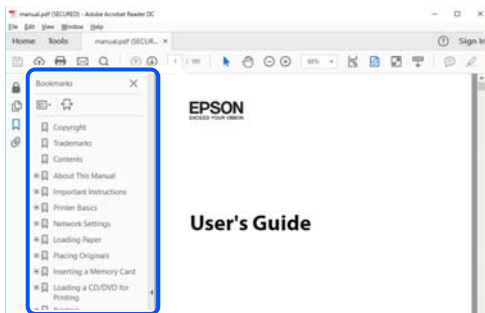 manual.pdf (SECURED) - Adobe Acrobat Reader DC
File Edit View Window Help
Home Tools manual.pdf (SECUR... × Sign In
1 / 191
Bookmarks ×
EPSON
EXCEED YOUR VISION
Copyright
Trademarks
Contents
About This Manual
Important Instructions
Printer Basics
Network Settings
User's Guide
Loading Paper
Placing Originals
Inserting a Memory Card
Loading a CD/DVD for
Printing